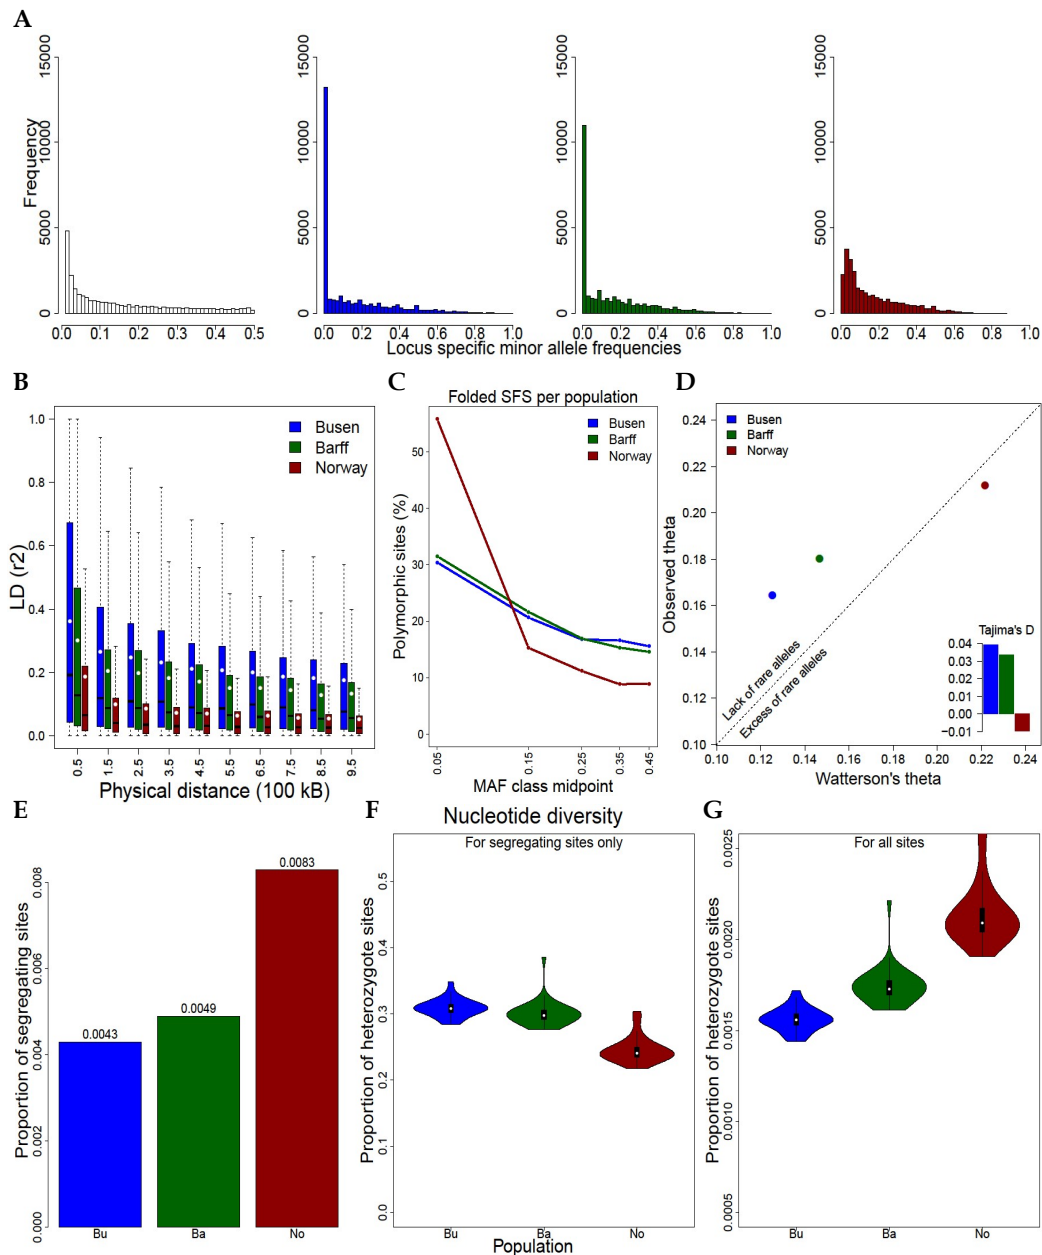 A
Frequency
0 5000 10000 15000
0.0 0.1 0.2 0.3 0.4 0.5
0 5000 10000 15000
0.0 0.2 0.4 0.6 0.8 1.0
0 5000 10000 15000
0.0 0.2 0.4 0.6 0.8 1.0
0 5000 10000 15000
0.0 0.2 0.4 0.6 0.8 1.0
Locus specific minor allele frequencies
B
LD (r2)
1.0
0.8
0.6
0.4
0.2
0.0
Busen
Barff
Norway
0.5 1.5 2.5 3.5 4.5 5.5 6.5 7.5 8.5 9.5
Physical distance (100 kB)
C
Folded SFS per population
Polymorphic sites (%)
50
40
30
20
10
0
Busen
Barff
Norway
0.05 0.15 0.25 0.35 0.45
MAF class midpoint
D
Observed theta
0.24
0.22
0.20
0.18
0.16
0.14
0.12
0.10
Busen
Barff
Norway
Lack of rare alleles
Excess of rare alleles
Tajima's D
0.04
0.03
0.02
0.01
0.00
−0.01
0.10 0.12 0.14 0.16 0.18 0.20 0.22 0.24
Watterson's theta
E
Proportion of segregating sites
0.000 0.002 0.004 0.006 0.008
0.0043
0.0049
0.0083
Bu Ba No
F
Nucleotide diversity
For segregating sites only
Proportion of heterozygote sites
0.0 0.1 0.2 0.3 0.4 0.5
Bu Ba No
Population
G
For all sites
Proportion of heterozygote sites
0.0005 0.0010 0.0015 0.0020 0.0025
Bu Ba No